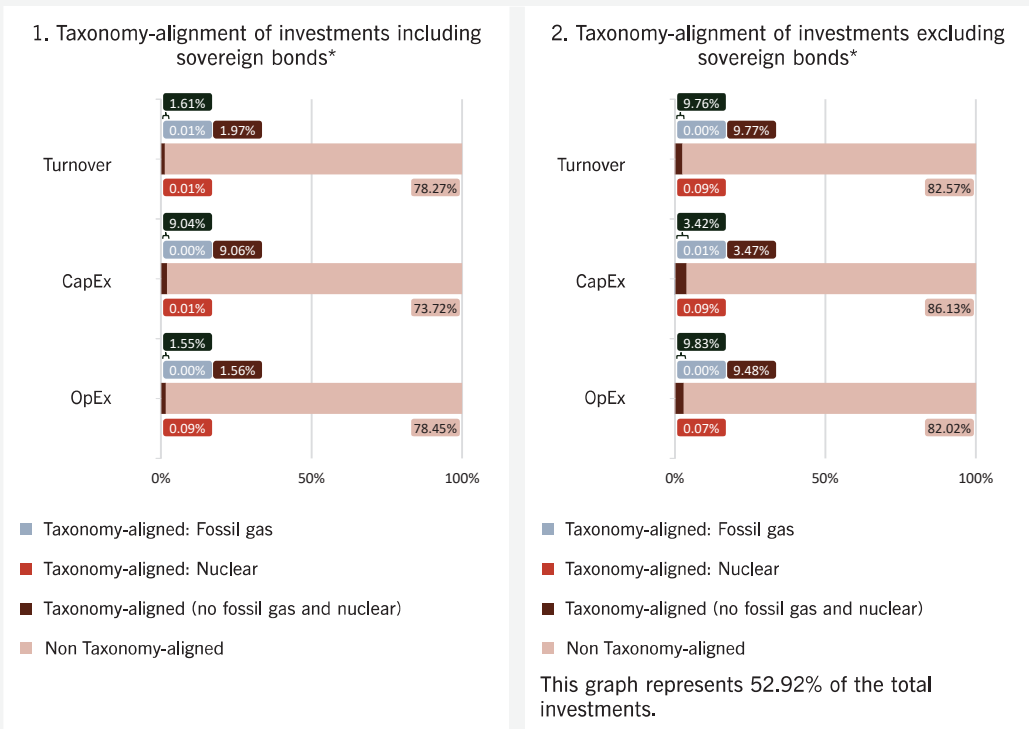 1. Taxonomy-alignment of investments including
sovereign bonds*
1.61%
0.01% 1.97%
Turnover
0.01% 78.27%
9.04%
0.00% 9.06%
CapEx
0.01% 73.72%
1.55%
0.00% 1.56%
OpEx
0.09% 78.45%
0% 50% 100%
Taxonomy-aligned: Fossil gas
Taxonomy-aligned: Nuclear
Taxonomy-aligned (no fossil gas and nuclear)
Non Taxonomy-aligned
2. Taxonomy-alignment of investments excluding
sovereign bonds*
9.76%
0.00% 9.77%
Turnover
0.09% 82.57%
3.42%
0.01% 3.47%
CapEx
0.09% 86.13%
9.83%
0.00% 9.48%
OpEx
0.07% 82.02%
0% 50% 100%
Taxonomy-aligned: Fossil gas
Taxonomy-aligned: Nuclear
Taxonomy-aligned (no fossil gas and nuclear)
Non Taxonomy-aligned
This graph represents 52.92% of the total
investments.